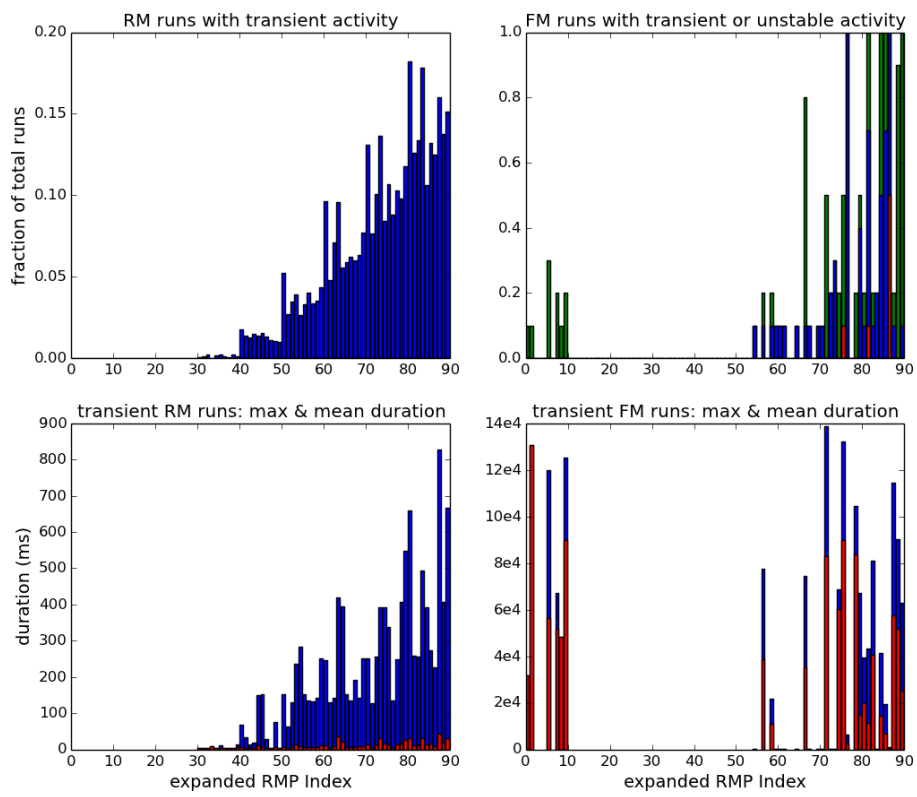 RM runs with transient activity
FM runs with transient or unstable activity
fraction of total runs
0.20
0.15
0.10
0.05
0.00
0 10 20 30 40 50 60 70 80 90
1.0
0.8
0.6
0.4
0.2
0.0
0 10 20 30 40 50 60 70 80 90
transient RM runs: max & mean duration
transient FM runs: max & mean duration
duration (ms)
900
800
700
600
500
400
300
200
100
0
0 10 20 30 40 50 60 70 80 90
expanded RMP Index
14e4
12e4
10e4
8e4
6e4
4e4
2e4
0
0 10 20 30 40 50 60 70 80 90
expanded RMP Index